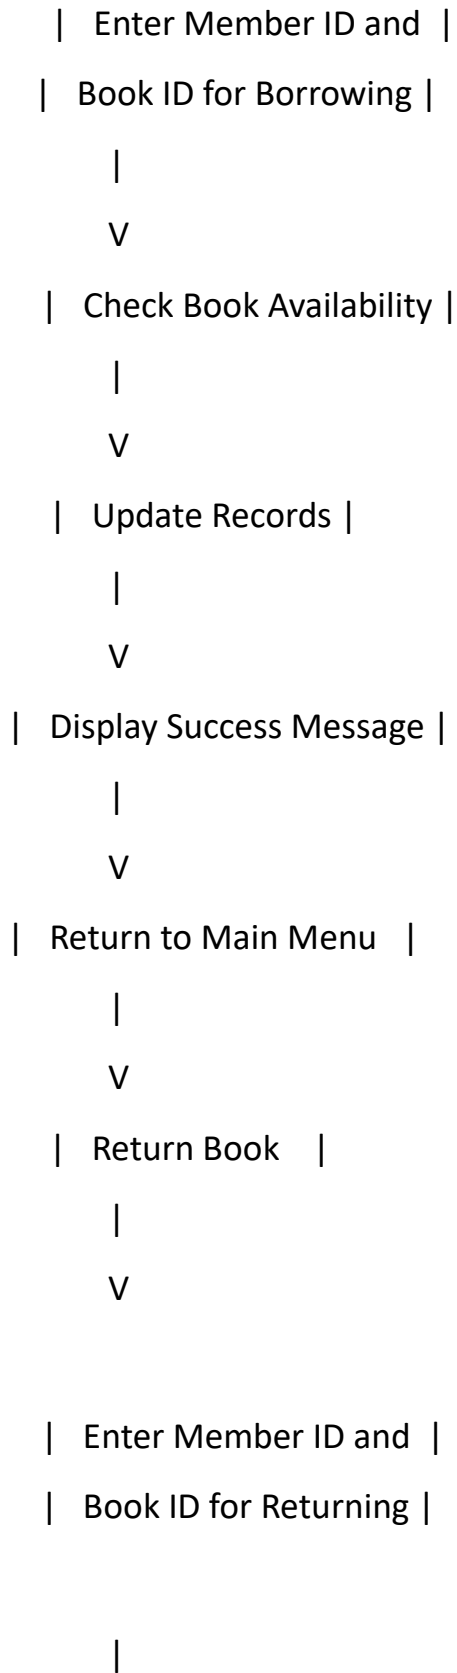 | Enter Member ID and |
| Book ID for Borrowing |
|
V
| Check Book Availability |
|
V
| Update Records |
|
V
| Display Success Message |
|
V
| Return to Main Menu |
|
V
| Return Book |
|
V
| Enter Member ID and |
| Book ID for Returning |
|